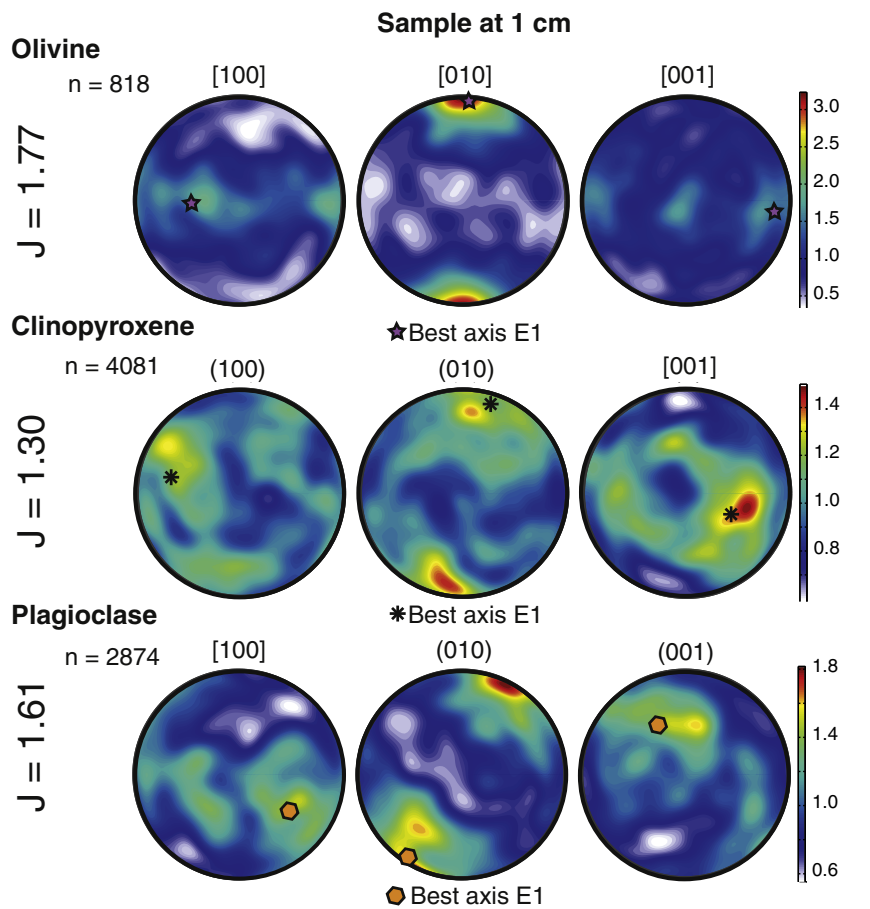 Sample at 1 cm
Olivine
n = 818
[100] [010] [001]
J = 1.77
3.0
2.5
2.0
1.5
1.0
0.5
Best axis E1
Clinopyroxene
n = 4081
(100) (010) [001]
J = 1.30
1.4
1.2
1.0
0.8
Best axis E1
Plagioclase
n = 2874
[100] (010) (001)
J = 1.61
1.8
1.4
1.0
0.6
Best axis E1